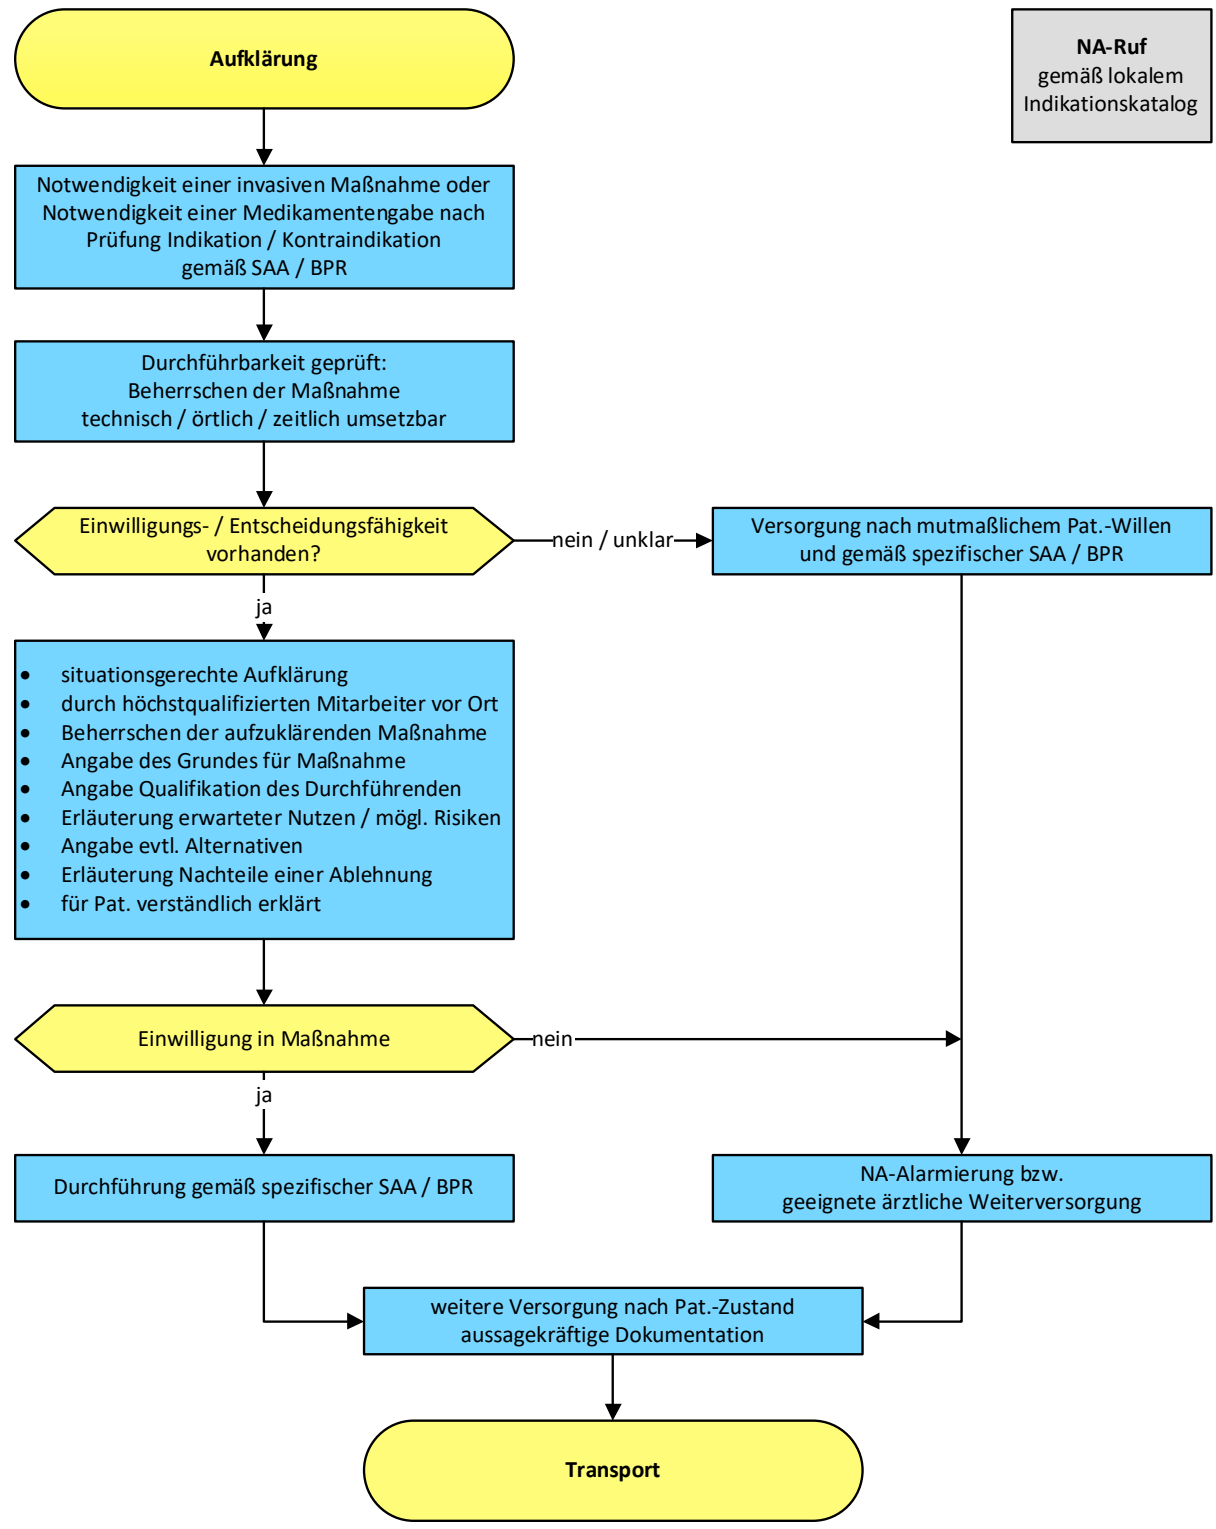 Aufklärung
NA-Ruf
gemäß lokalem
Indikationskatalog
Notwendigkeit einer invasiven Maßnahme oder
Notwendigkeit einer Medikamentengabe nach
Prüfung Indikation / Kontraindikation
gemäß SAA / BPR
Durchführbarkeit geprüft:
Beherrschen der Maßnahme
technisch / örtlich / zeitlich umsetzbar
Einwilligungs- / Entscheidungsfähigkeit
vorhanden?
nein / unklar
Versorgung nach mutmaßlichem Pat.-Willen
und gemäß spezifischer SAA / BPR
ja
• situationsgerechte Aufklärung
• durch höchstqualifizierten Mitarbeiter vor Ort
• Beherrschen der aufzuklärenden Maßnahme
• Angabe des Grundes für Maßnahme
• Angabe Qualifikation des Durchführenden
• Erläuterung erwarteter Nutzen / mögl. Risiken
• Angabe evtl. Alternativen
• Erläuterung Nachteile einer Ablehnung
• für Pat. verständlich erklärt
Einwilligung in Maßnahme
nein
ja
Durchführung gemäß spezifischer SAA / BPR
NA-Alarmierung bzw.
geeignete ärztliche Weiterversorgung
weitere Versorgung nach Pat.-Zustand
aussagekräftige Dokumentation
Transport